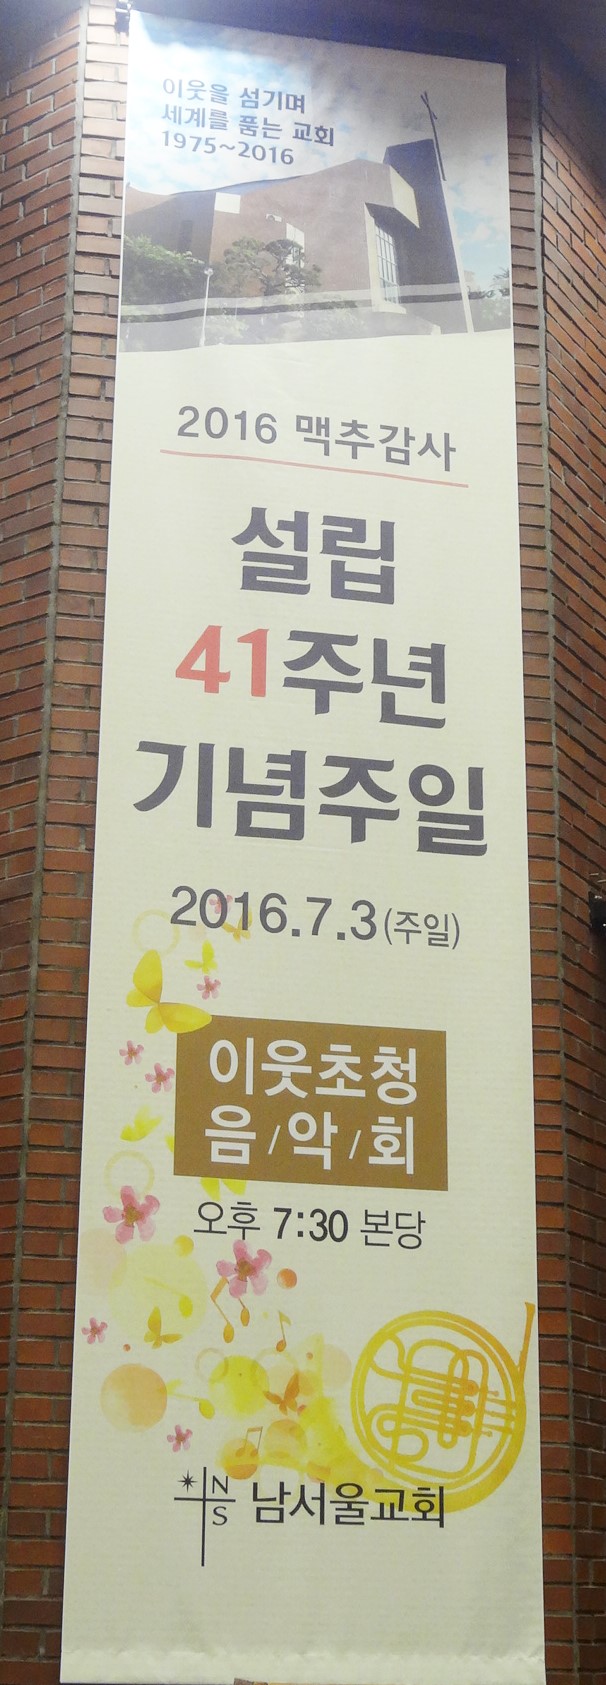 이웃을 섬기며
세계를 품는 교회
1975~2016
2016 맥추감사
설립
41주년
기념주일
2016.7.3(주일)
이웃초청
음/악/회
오후 7:30 본당
N
S
남서울교회